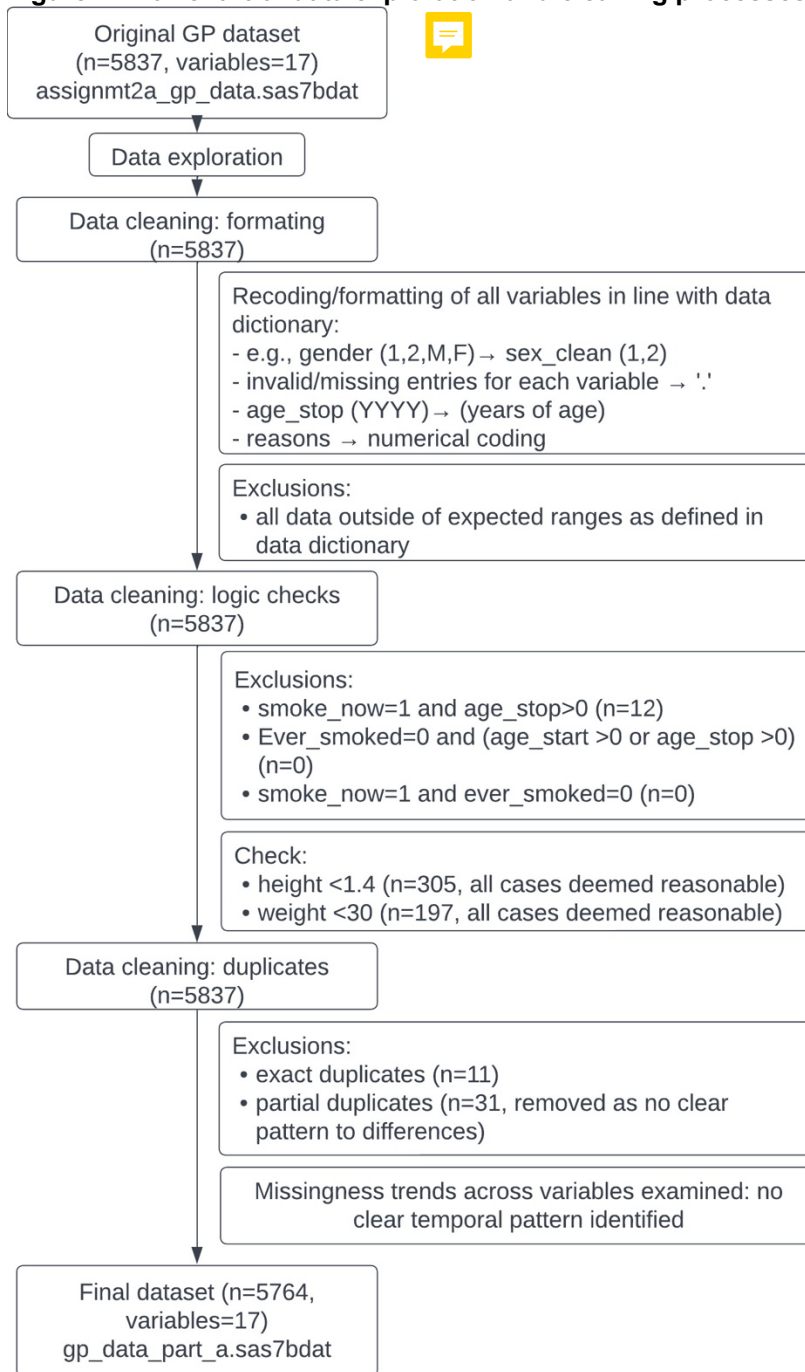 Original GP dataset
(n=5837, variables=17)
assignmt2a_gp_data.sas7bdat
Data exploration
Data cleaning: formating
(n=5837)
Recoding/formatting of all variables in line with data
dictionary:
- e.g., gender (1,2,M,F)→ sex_clean (1,2)
- invalid/missing entries for each variable → '.'
- age_stop (YYYY)→ (years of age)
- reasons → numerical coding
Exclusions:
• all data outside of expected ranges as defined in
data dictionary
Data cleaning: logic checks
(n=5837)
Exclusions:
• smoke_now=1 and age_stop>0 (n=12)
• Ever_smoked=0 and (age_start >0 or age_stop >0)
(n=0)
• smoke_now=1 and ever_smoked=0 (n=0)
Check:
• height <1.4 (n=305, all cases deemed reasonable)
• weight <30 (n=197, all cases deemed reasonable)
Data cleaning: duplicates
(n=5837)
Exclusions:
• exact duplicates (n=11)
• partial duplicates (n=31, removed as no clear
pattern to differences)
Missingness trends across variables examined: no
clear temporal pattern identified
Final dataset (n=5764,
variables=17)
gp_data_part_a.sas7bdat